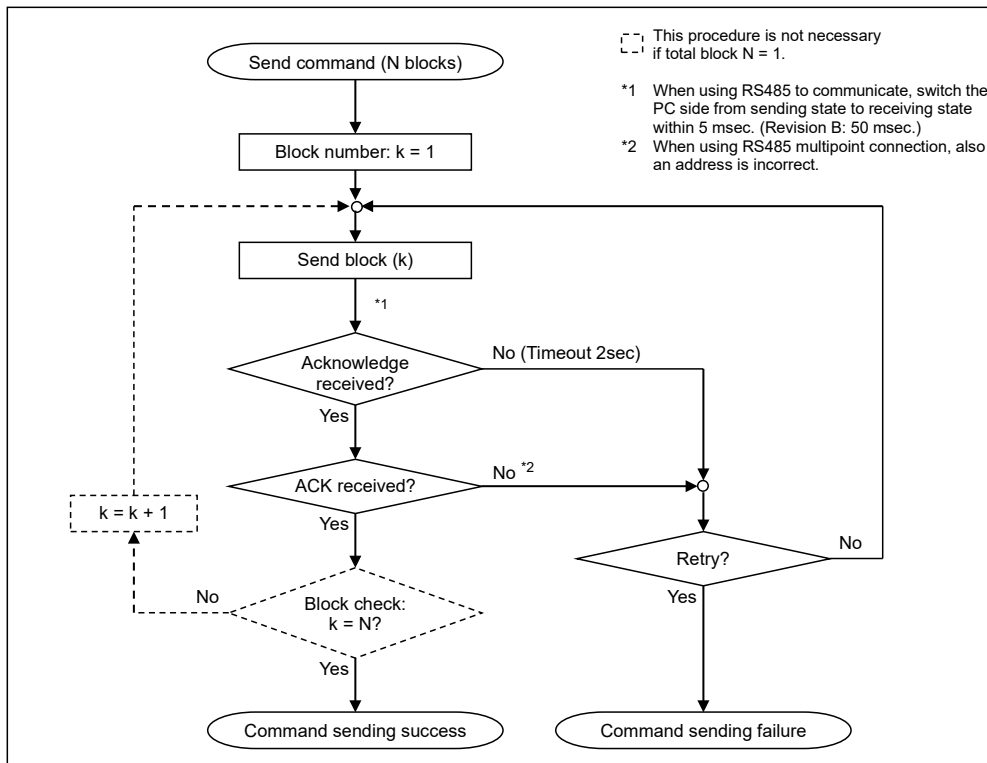 This procedure is not necessary
if total block N = 1.
*1 When using RS485 to communicate, switch the
PC side from sending state to receiving state
within 5 msec. (Revision B: 50 msec.)
*2 When using RS485 multipoint connection, also
an address is incorrect.
Send command (N blocks)
Block number: k = 1
Send block (k)
*1
Acknowledge
received?
No (Timeout 2sec)
Yes
ACK received?
No *2
Yes
k = k + 1
Retry?
No
Yes
Block check:
k = N?
No
Yes
Command sending success
Command sending failure